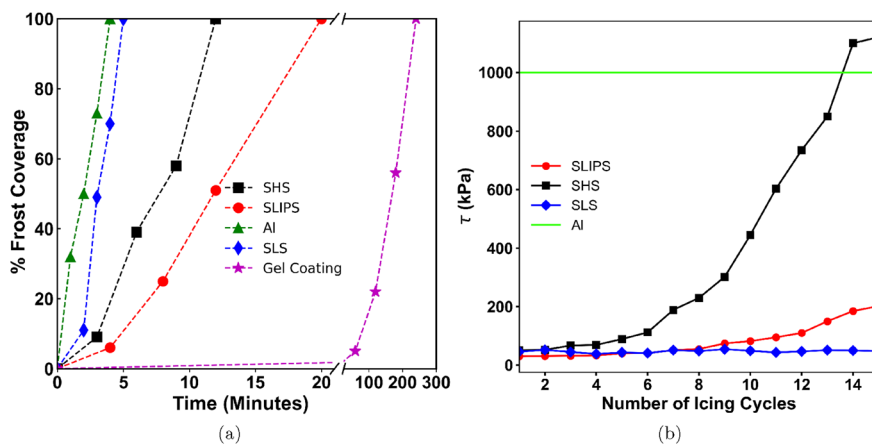 100
80
60
40
20
0
% Frost Coverage
SHS
SLIPS
Al
SLS
Gel Coating
0 5 10 15 20 100 200 300
Time (Minutes)
(a)
1000
800
600
400
200
0
τ (kPa)
SLIPS
SHS
SLS
Al
2 4 6 8 10 12 14
Number of Icing Cycles
(b)